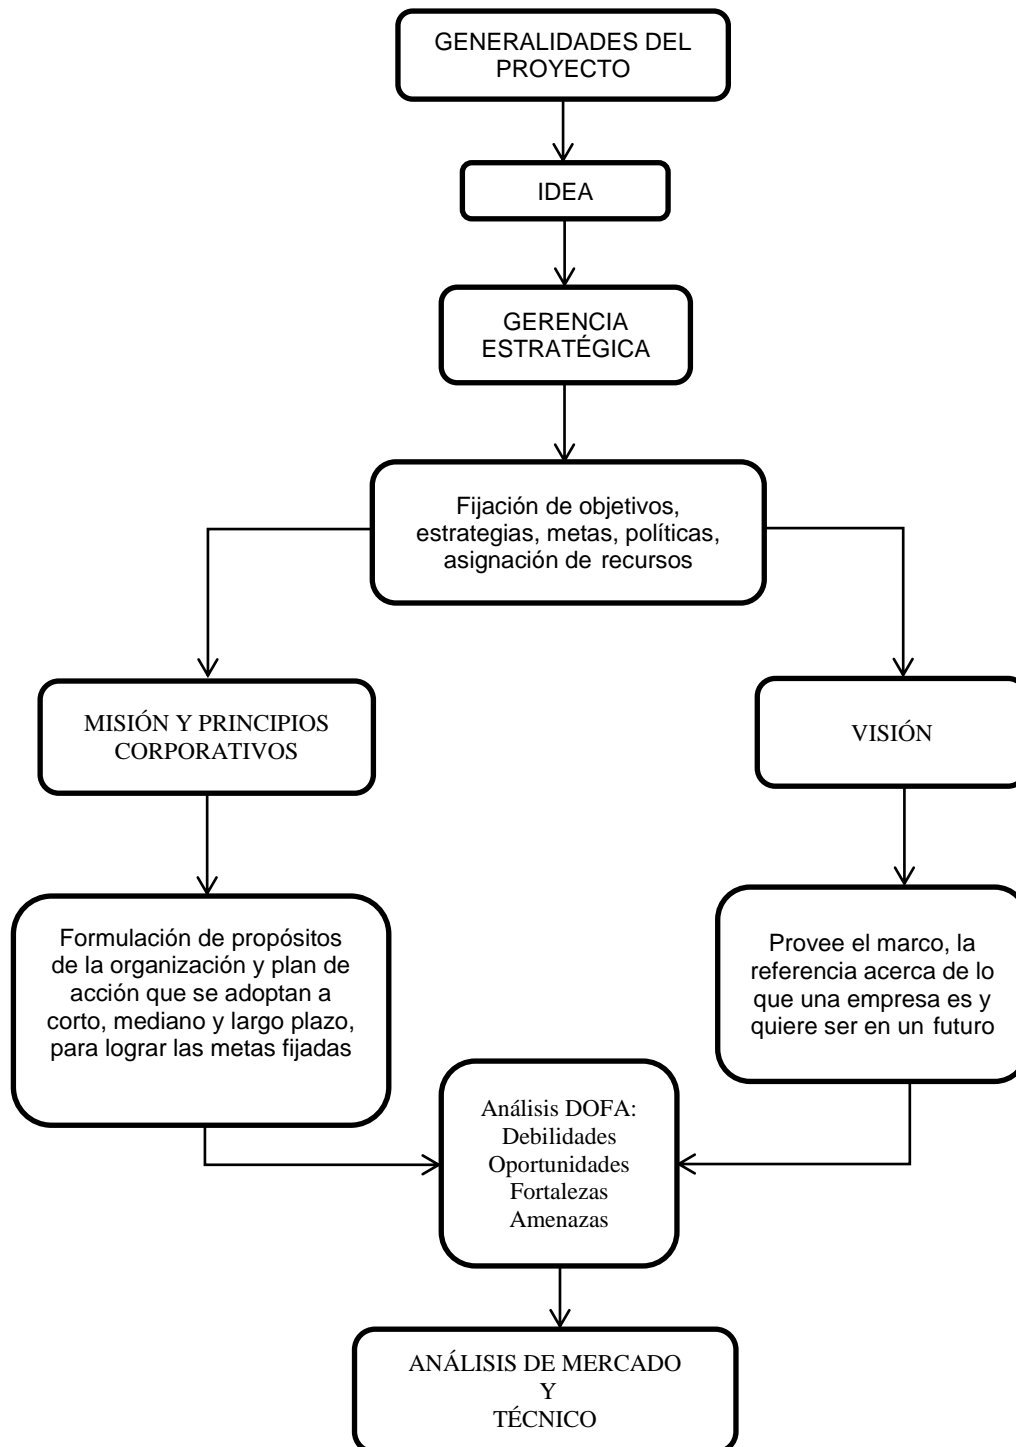 GENERALIDADES DEL
PROYECTO
IDEA
GERENCIA
ESTRATÉGICA
Fijación de objetivos,
estrategias, metas, políticas,
asignación de recursos
MISIÓN Y PRINCIPIOS
CORPORATIVOS
VISIÓN
Formulación de propósitos
de la organización y plan de
acción que se adoptan a
corto, mediano y largo plazo,
para lograr las metas fijadas
Provee el marco, la
referencia acerca de lo
que una empresa es y
quiere ser en un futuro
Análisis DOFA:
Debilidades
Oportunidades
Fortalezas
Amenazas
ANÁLISIS DE MERCADO
Y
TÉCNICO